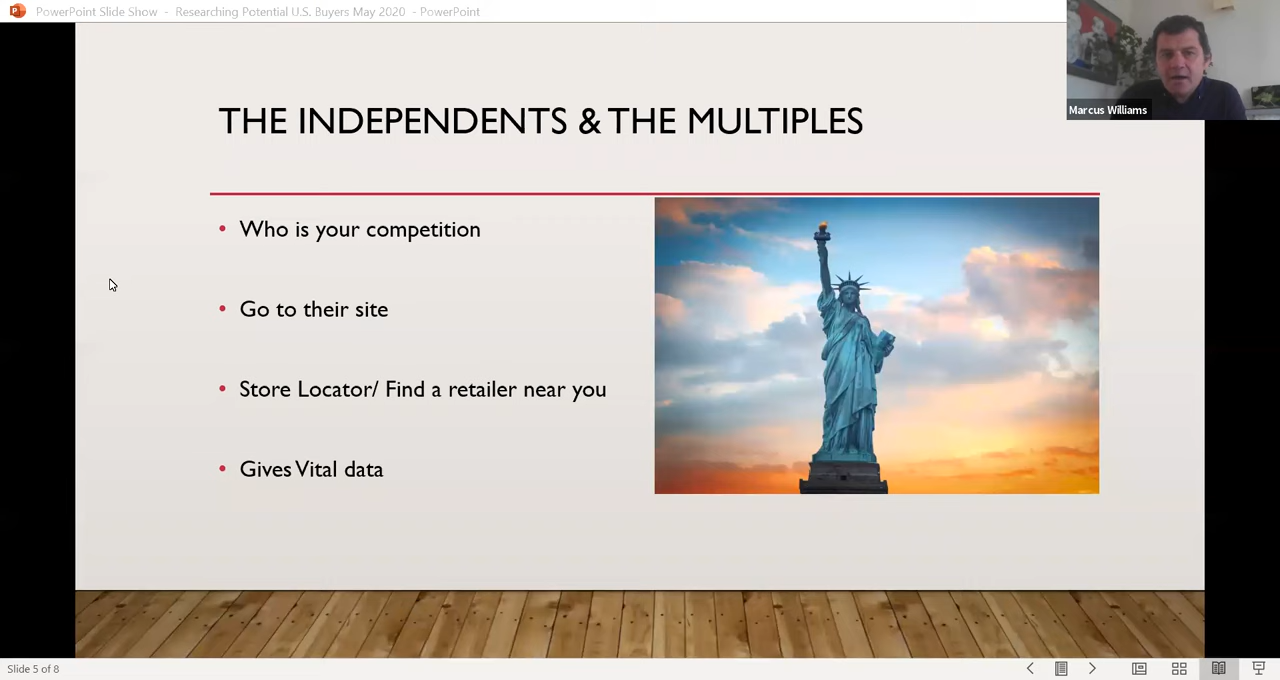 PowerPoint Slide Show - Researching Potential U.S. Buyers May 2020 - PowerPoint
Marcus Williams
THE INDEPENDENTS & THE MULTIPLES
• Who is your competition
• Go to their site
• Store Locator/ Find a retailer near you
• Gives Vital data
Slide 5 of 8